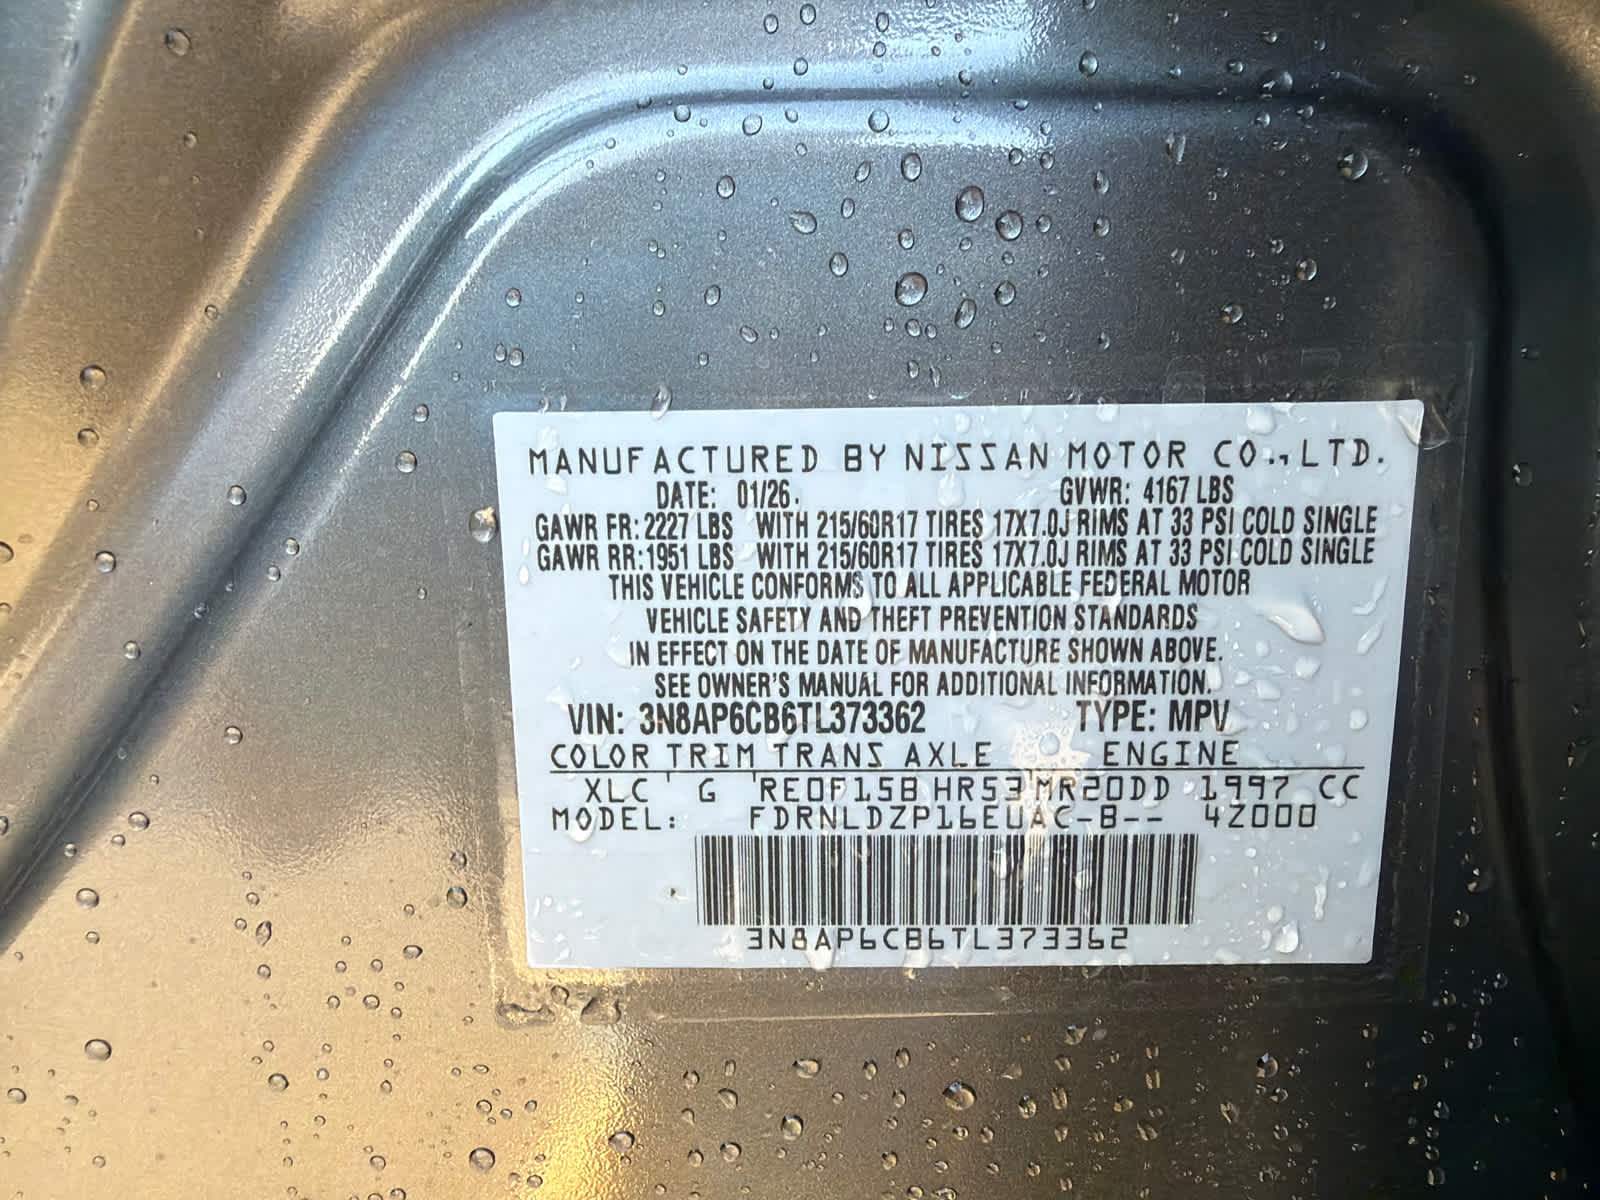 MANUFACTURED BY NISSAN MOTOR CO., LTD.
DATE: 01/26. GVWR: 4167 LBS
GAWR FR: 2227 LBS WITH 215/60R17 TIRES 17X7.0J RIMS AT 33 PSI COLD SINGLE
GAWR RR: 1951 LBS WITH 215/60R17 TIRES 17X7.0J RIMS AT 33 PSI COLD SINGLE
THIS VEHICLE CONFORMS TO ALL APPLICABLE FEDERAL MOTOR
VEHICLE SAFETY AND THEFT PREVENTION STANDARDS
IN EFFECT ON THE DATE OF MANUFACTURE SHOWN ABOVE.
SEE OWNER'S MANUAL FOR ADDITIONAL INFORMATION.
VIN: 3N8AP6CB6TL373362 TYPE: MPV
COLOR TRIM TRANS AXLE ENGINE
XLC G RE0F15B HR53 MR20DD 1997 CC
MODEL: FDRNLDZP16EUAC-B-- 4Z000
3N8AP6CB6TL373362